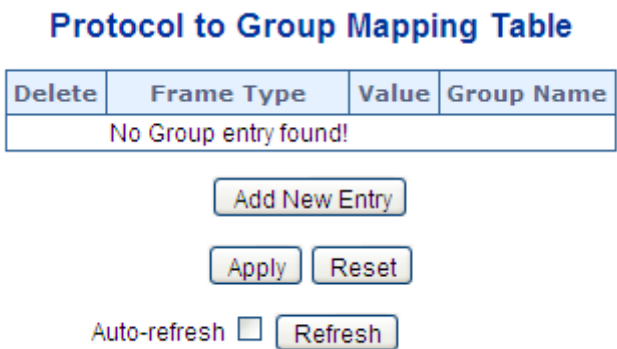 Protocol to Group Mapping Table
Delete Frame Type Value Group Name
No Group entry found!
Add New Entry
Apply Reset
Auto-refresh Refresh